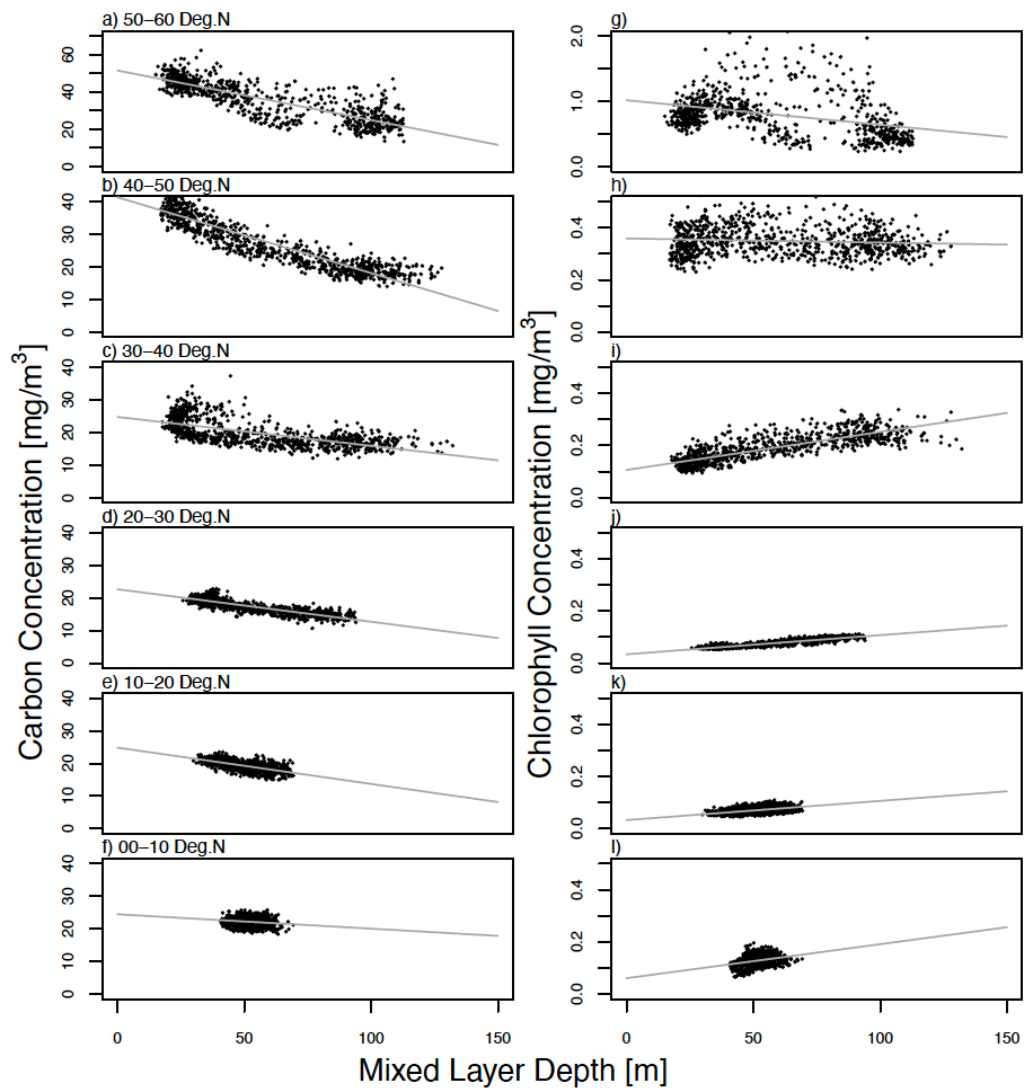 a) 50−60 Deg.N
g)
0 20 40 60
0.0 1.0 2.0
b) 40−50 Deg.N
h)
0 10 20 30 40
0.0 0.2 0.4
c) 30−40 Deg.N
i)
0 10 20 30 40
0.0 0.2 0.4
d) 20−30 Deg.N
j)
0 10 20 30 40
0.0 0.2 0.4
e) 10−20 Deg.N
k)
0 10 20 30 40
0.0 0.2 0.4
f) 00−10 Deg.N
l)
0 10 20 30 40
0.0 0.2 0.4
Carbon Concentration [mg/m³]
Chlorophyll Concentration [mg/m³]
0 50 100 150
0 50 100 150
Mixed Layer Depth [m]